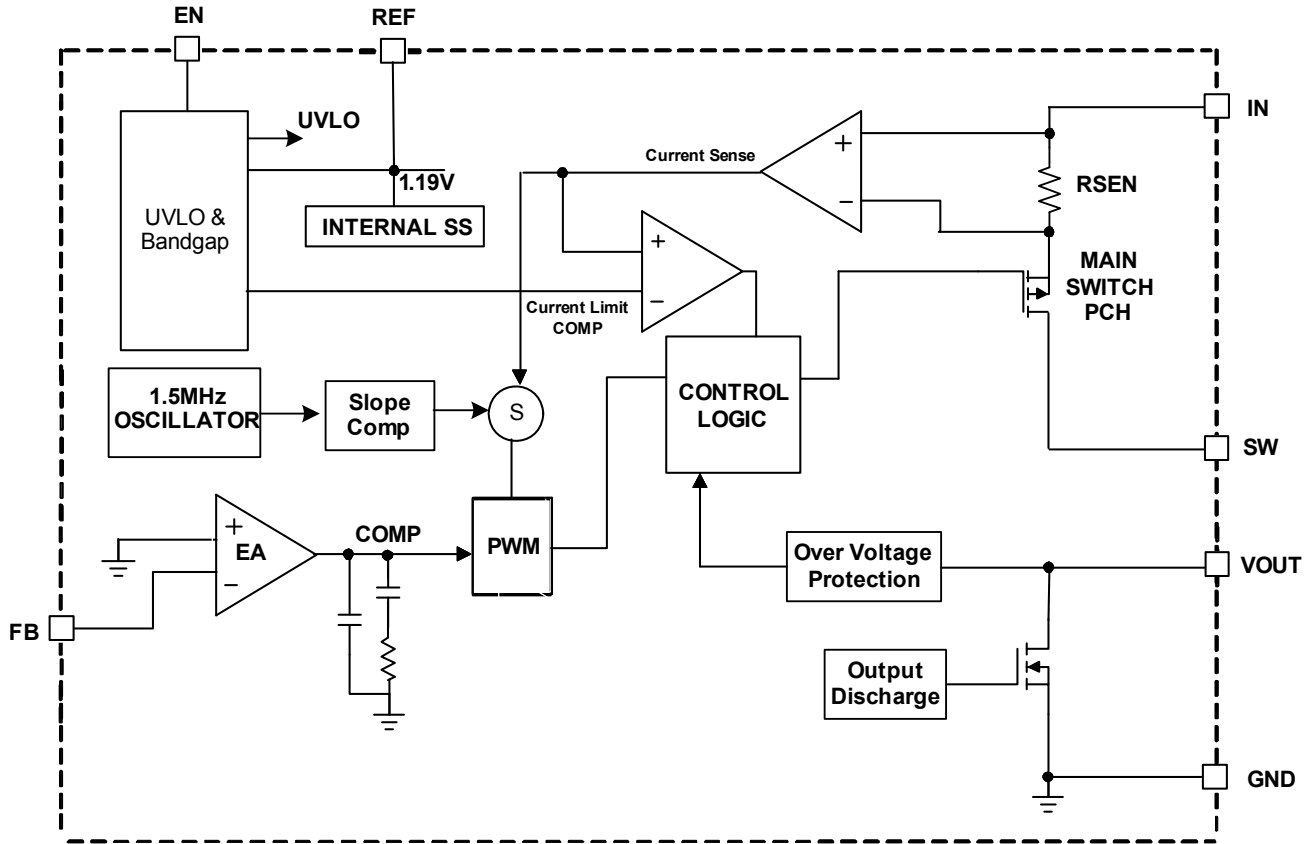 EN
REF
IN
UVLO
1.19V
INTERNAL SS
UVLO &
Bandgap
Current Sense
+
−
RSEN
MAIN
SWITCH
PCH
+
−
Current Limit
COMP
1.5MHz
OSCILLATOR
Slope
Comp
S
CONTROL
LOGIC
SW
+
EA
−
COMP
PWM
Over Voltage
Protection
VOUT
FB
Output
Discharge
GND